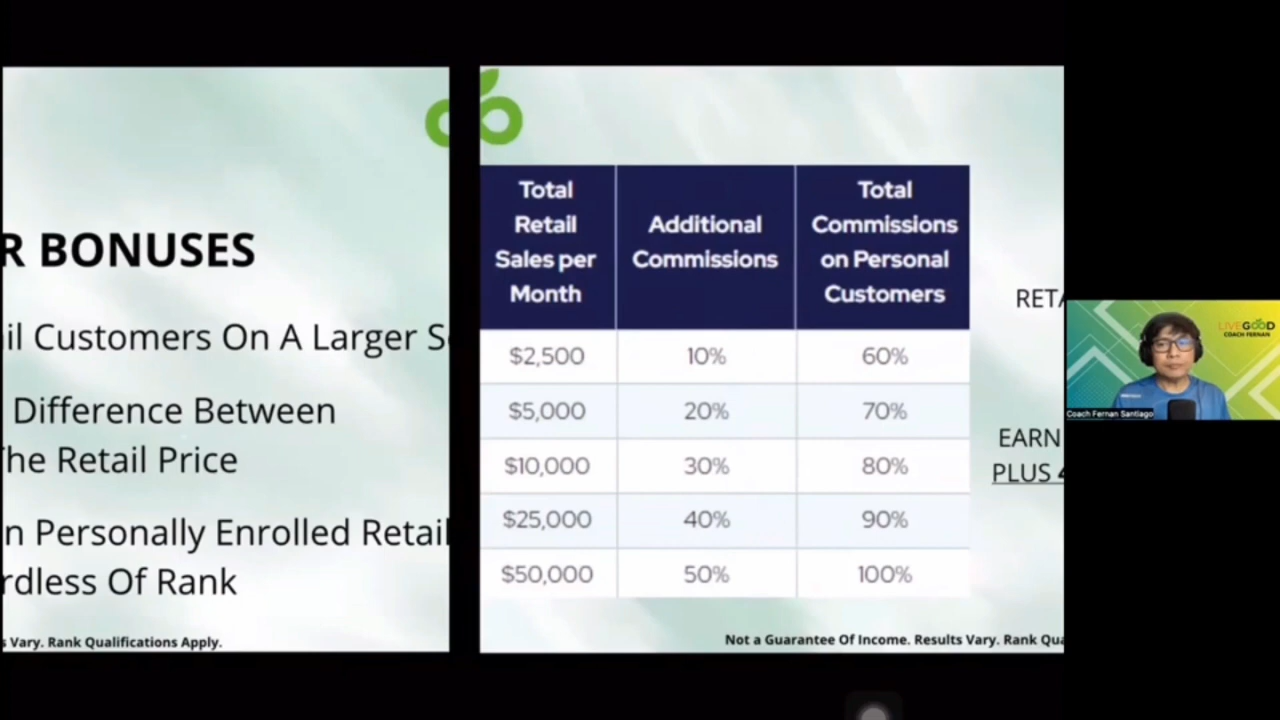 R BONUSES
il Customers On A Larger S
Difference Between
The Retail Price
n Personally Enrolled Retail
rdless Of Rank
s Vary. Rank Qualifications Apply.
Total Retail Sales per Month | Additional Commissions | Total Commissions on Personal Customers
$2,500 10% 60%
$5,000 20% 70%
$10,000 30% 80%
$25,000 40% 90%
$50,000 50% 100%
Not a Guarantee Of Income. Results Vary. Rank Qua
RETA
EARN
PLUS 4
LIVEGOOD
COACH FERNAN
Coach Fernan Santiago